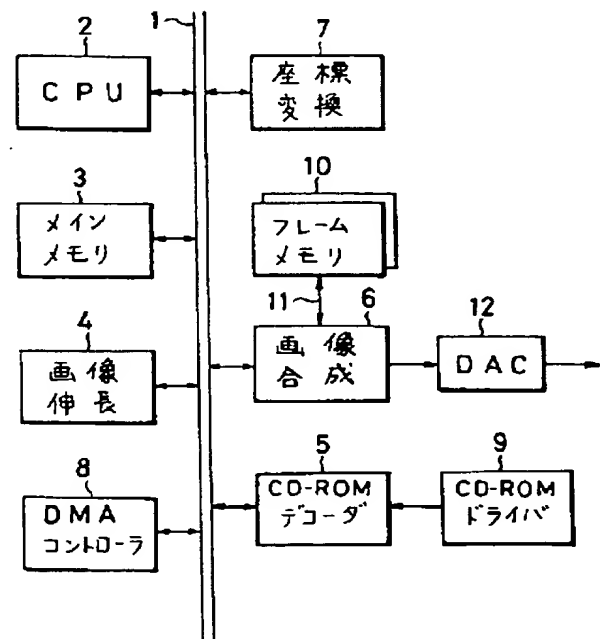 1
2
CPU
7
座標
変換
3
メイン
メモリ
10
フレーム
メモリ
11
4
画像
伸長
6
画像
合成
12
DAC
8
DMA
コントローラ
5
CD-ROM
デコーダ
9
CD-ROM
ドライバ